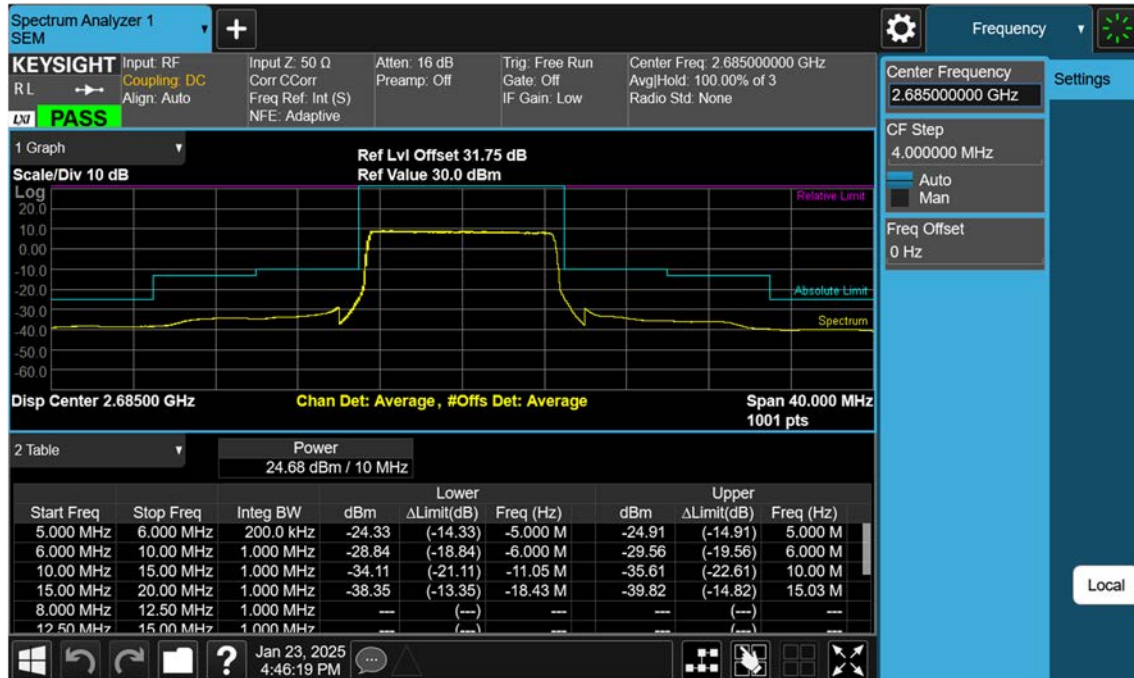 Spectrum Analyzer 1
SEM
+
Frequency
KEYSIGHT
RL
LXI
PASS
Input: RF
Coupling: DC
Align: Auto
Input Z: 50 Ω
Corr CCorr
Freq Ref: Int (S)
NFE: Adaptive
Atten: 16 dB
Preamp: Off
Trig: Free Run
Gate: Off
IF Gain: Low
Center Freq: 2.685000000 GHz
Avg|Hold: 100.00% of 3
Radio Std: None
Center Frequency
2.685000000 GHz
Settings
CF Step
4.000000 MHz
Auto
Man
Freq Offset
0 Hz
Local
1 Graph
Ref Lvl Offset 31.75 dB
Scale/Div 10 dB
Ref Value 30.0 dBm
Log
20.0
10.0
0.00
-10.0
-20.0
-30.0
-40.0
-50.0
-60.0
Relative Limit
Absolute Limit
Spectrum
Disp Center 2.68500 GHz
Chan Det: Average, #Offs Det: Average
Span 40.000 MHz
1001 pts
2 Table
Power
24.68 dBm / 10 MHz
Lower Upper
Start Freq Stop Freq Integ BW dBm ΔLimit(dB) Freq (Hz) dBm ΔLimit(dB) Freq (Hz)
5.000 MHz 6.000 MHz 200.0 kHz -24.33 (-14.33) -5.000 M -24.91 (-14.91) 5.000 M
6.000 MHz 10.00 MHz 1.000 MHz -28.84 (-18.84) -6.000 M -29.56 (-19.56) 6.000 M
10.00 MHz 15.00 MHz 1.000 MHz -34.11 (-21.11) -11.05 M -35.61 (-22.61) 10.00 M
15.00 MHz 20.00 MHz 1.000 MHz -38.35 (-13.35) -18.43 M -39.82 (-14.82) 15.03 M
8.000 MHz 12.50 MHz 1.000 MHz --- (---) --- --- (---) ---
12.50 MHz 15.00 MHz 1.000 MHz --- (---) --- --- (---) ---
?
Jan 23, 2025
4:46:19 PM